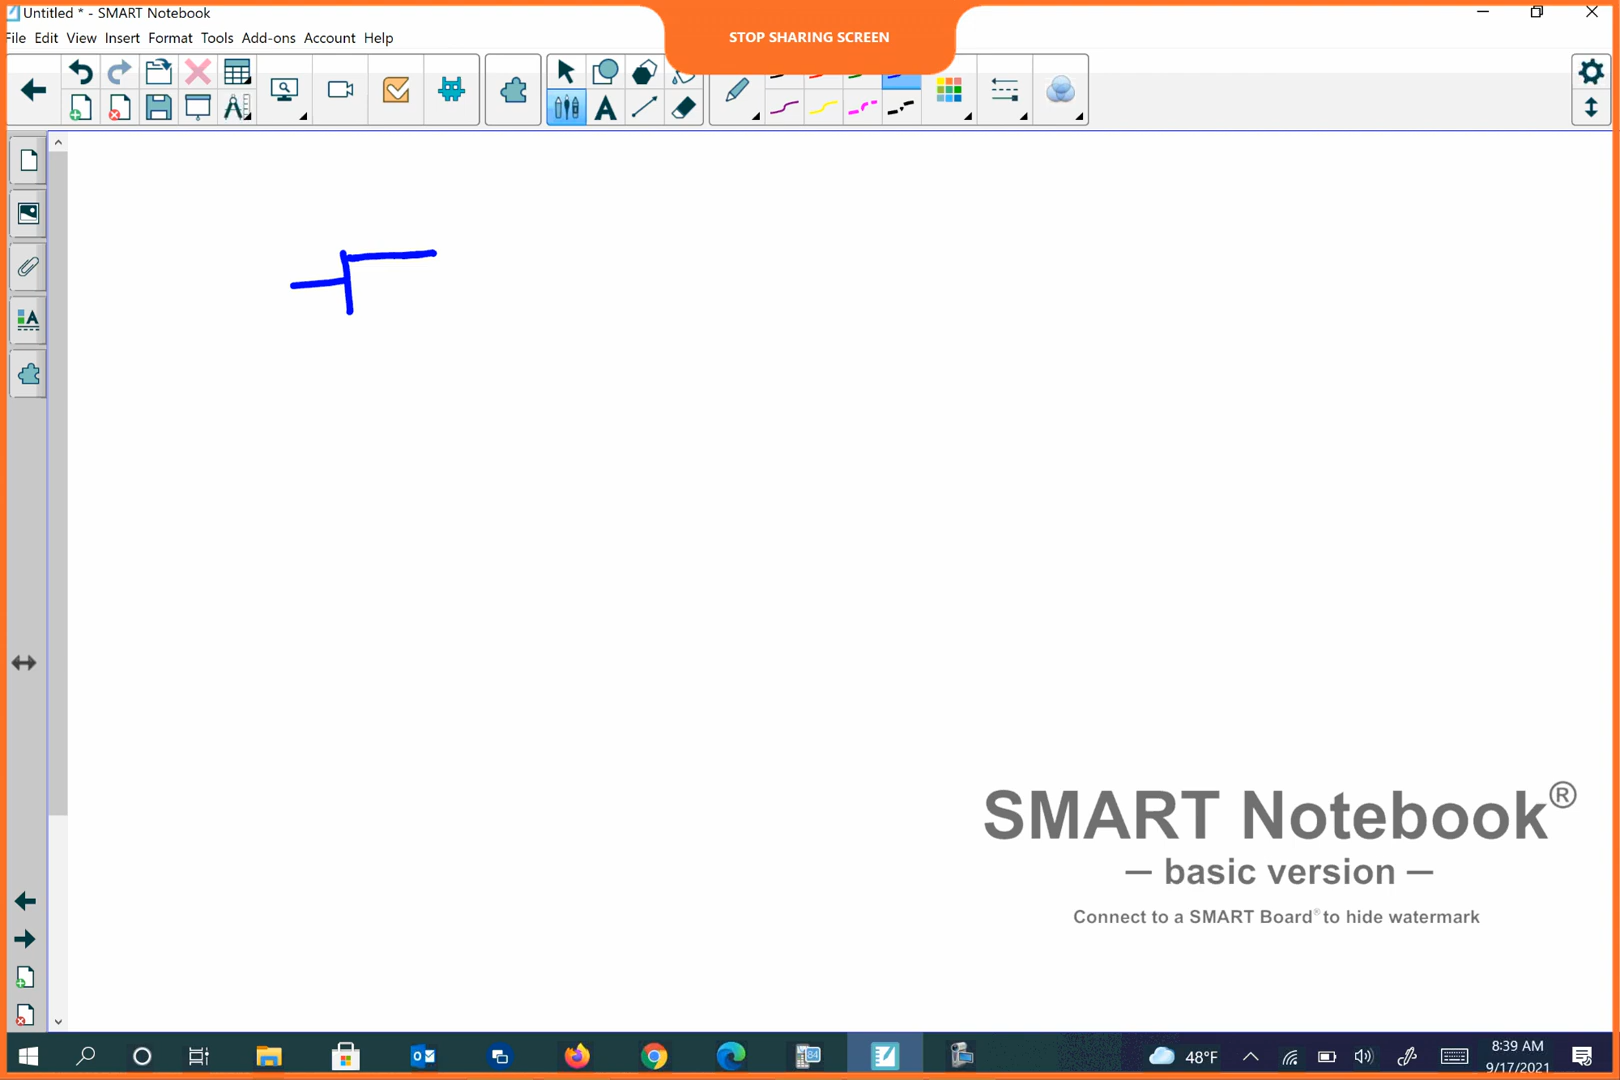 Untitled * - SMART Notebook
STOP SHARING SCREEN
File Edit View Insert Format Tools Add-ons Account Help
SMART Notebook®
— basic version —
Connect to a SMART Board® to hide watermark
48°F
8:39 AM
9/17/2021